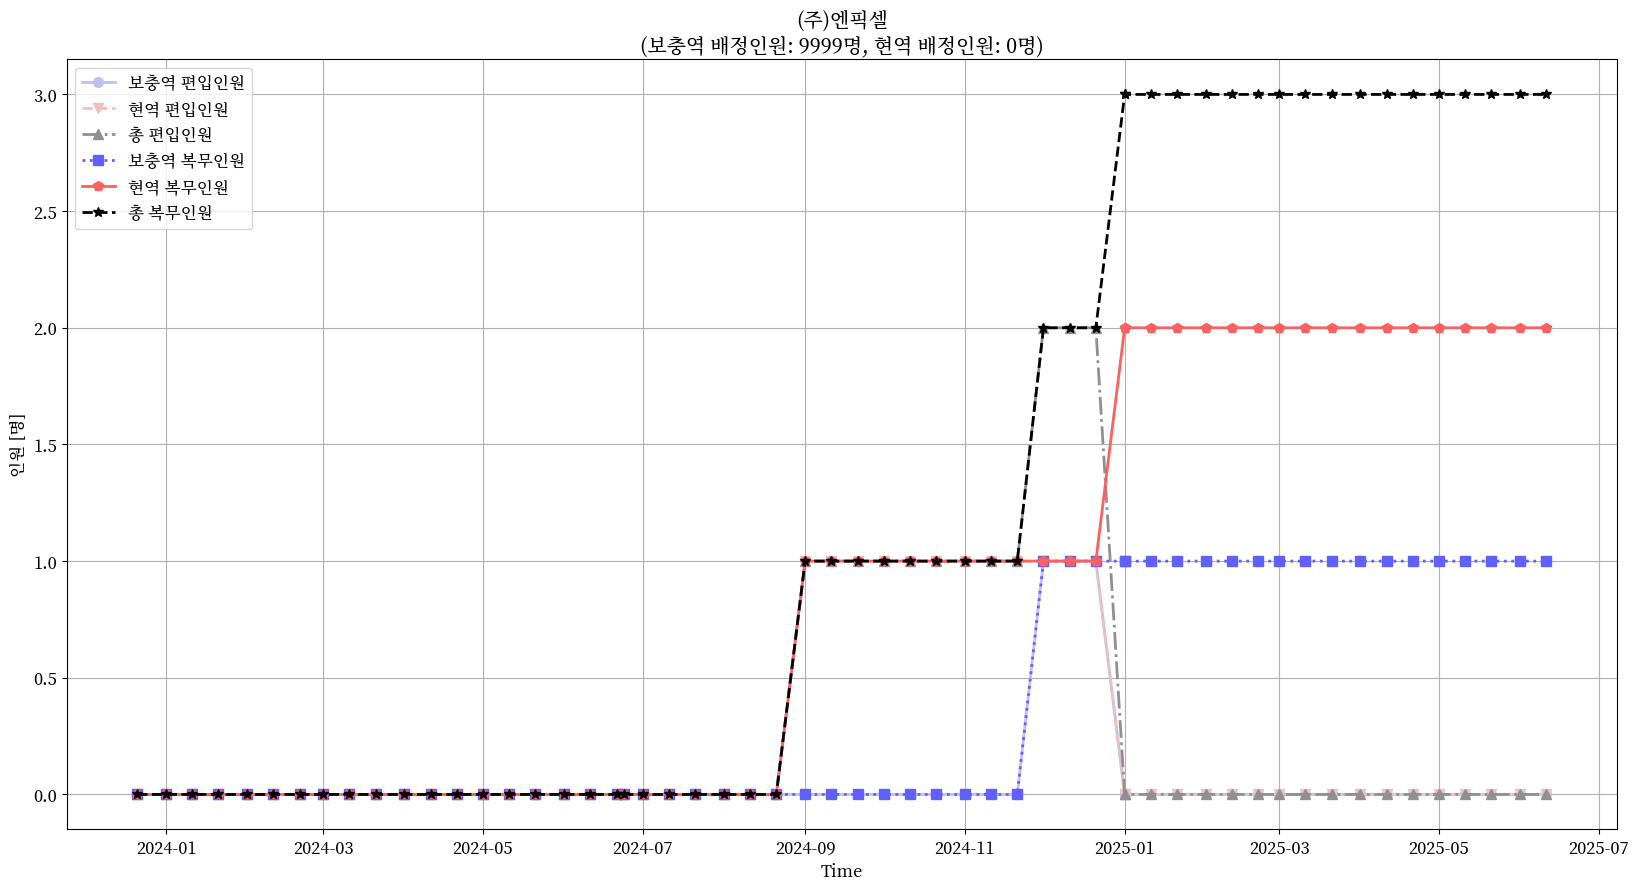 (주)엔픽셀
(보충역 배정인원: 9999명, 현역 배정인원: 0명)
보충역 편입인원
현역 편입인원
총 편입인원
보충역 복무인원
현역 복무인원
총 복무인원
인원 [명]
3.0
2.5
2.0
1.5
1.0
0.5
0.0
2024-01
2024-03
2024-05
2024-07
2024-09
2024-11
2025-01
2025-03
2025-05
2025-07
Time